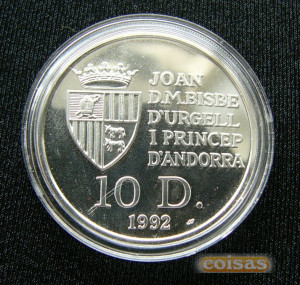 JOAN
D.M.BISBE
D'URGELL
I PRINCEP
D'ANDORRA
10 D.
1992
coisas